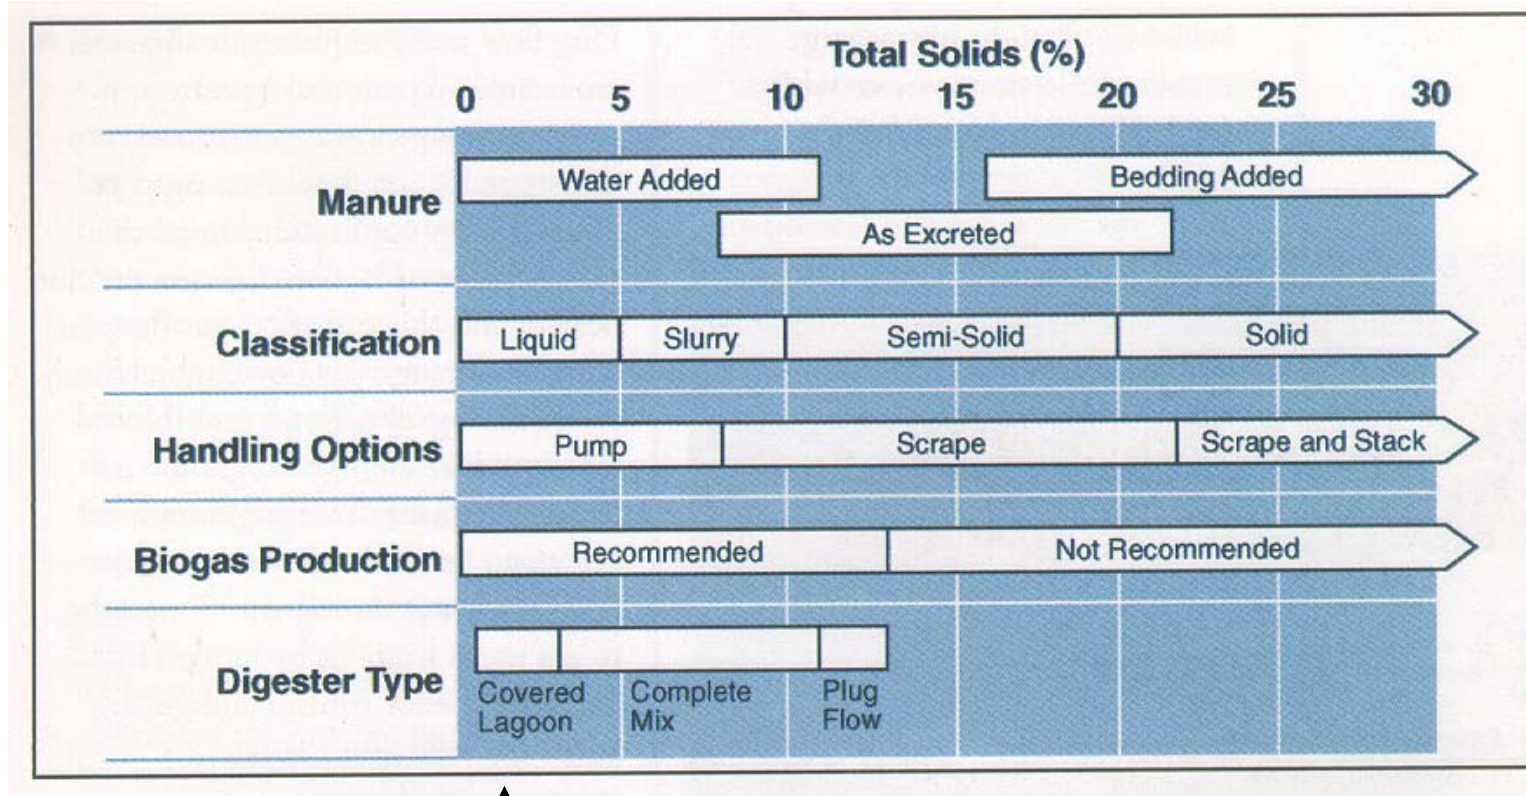 Total Solids (%)
0 5 10 15 20 25 30
Manure
Water Added
Bedding Added
As Excreted
Classification
Liquid
Slurry
Semi-Solid
Solid
Handling Options
Pump
Scrape
Scrape and Stack
Biogas Production
Recommended
Not Recommended
Digester Type
Covered
Lagoon
Complete
Mix
Plug
Flow